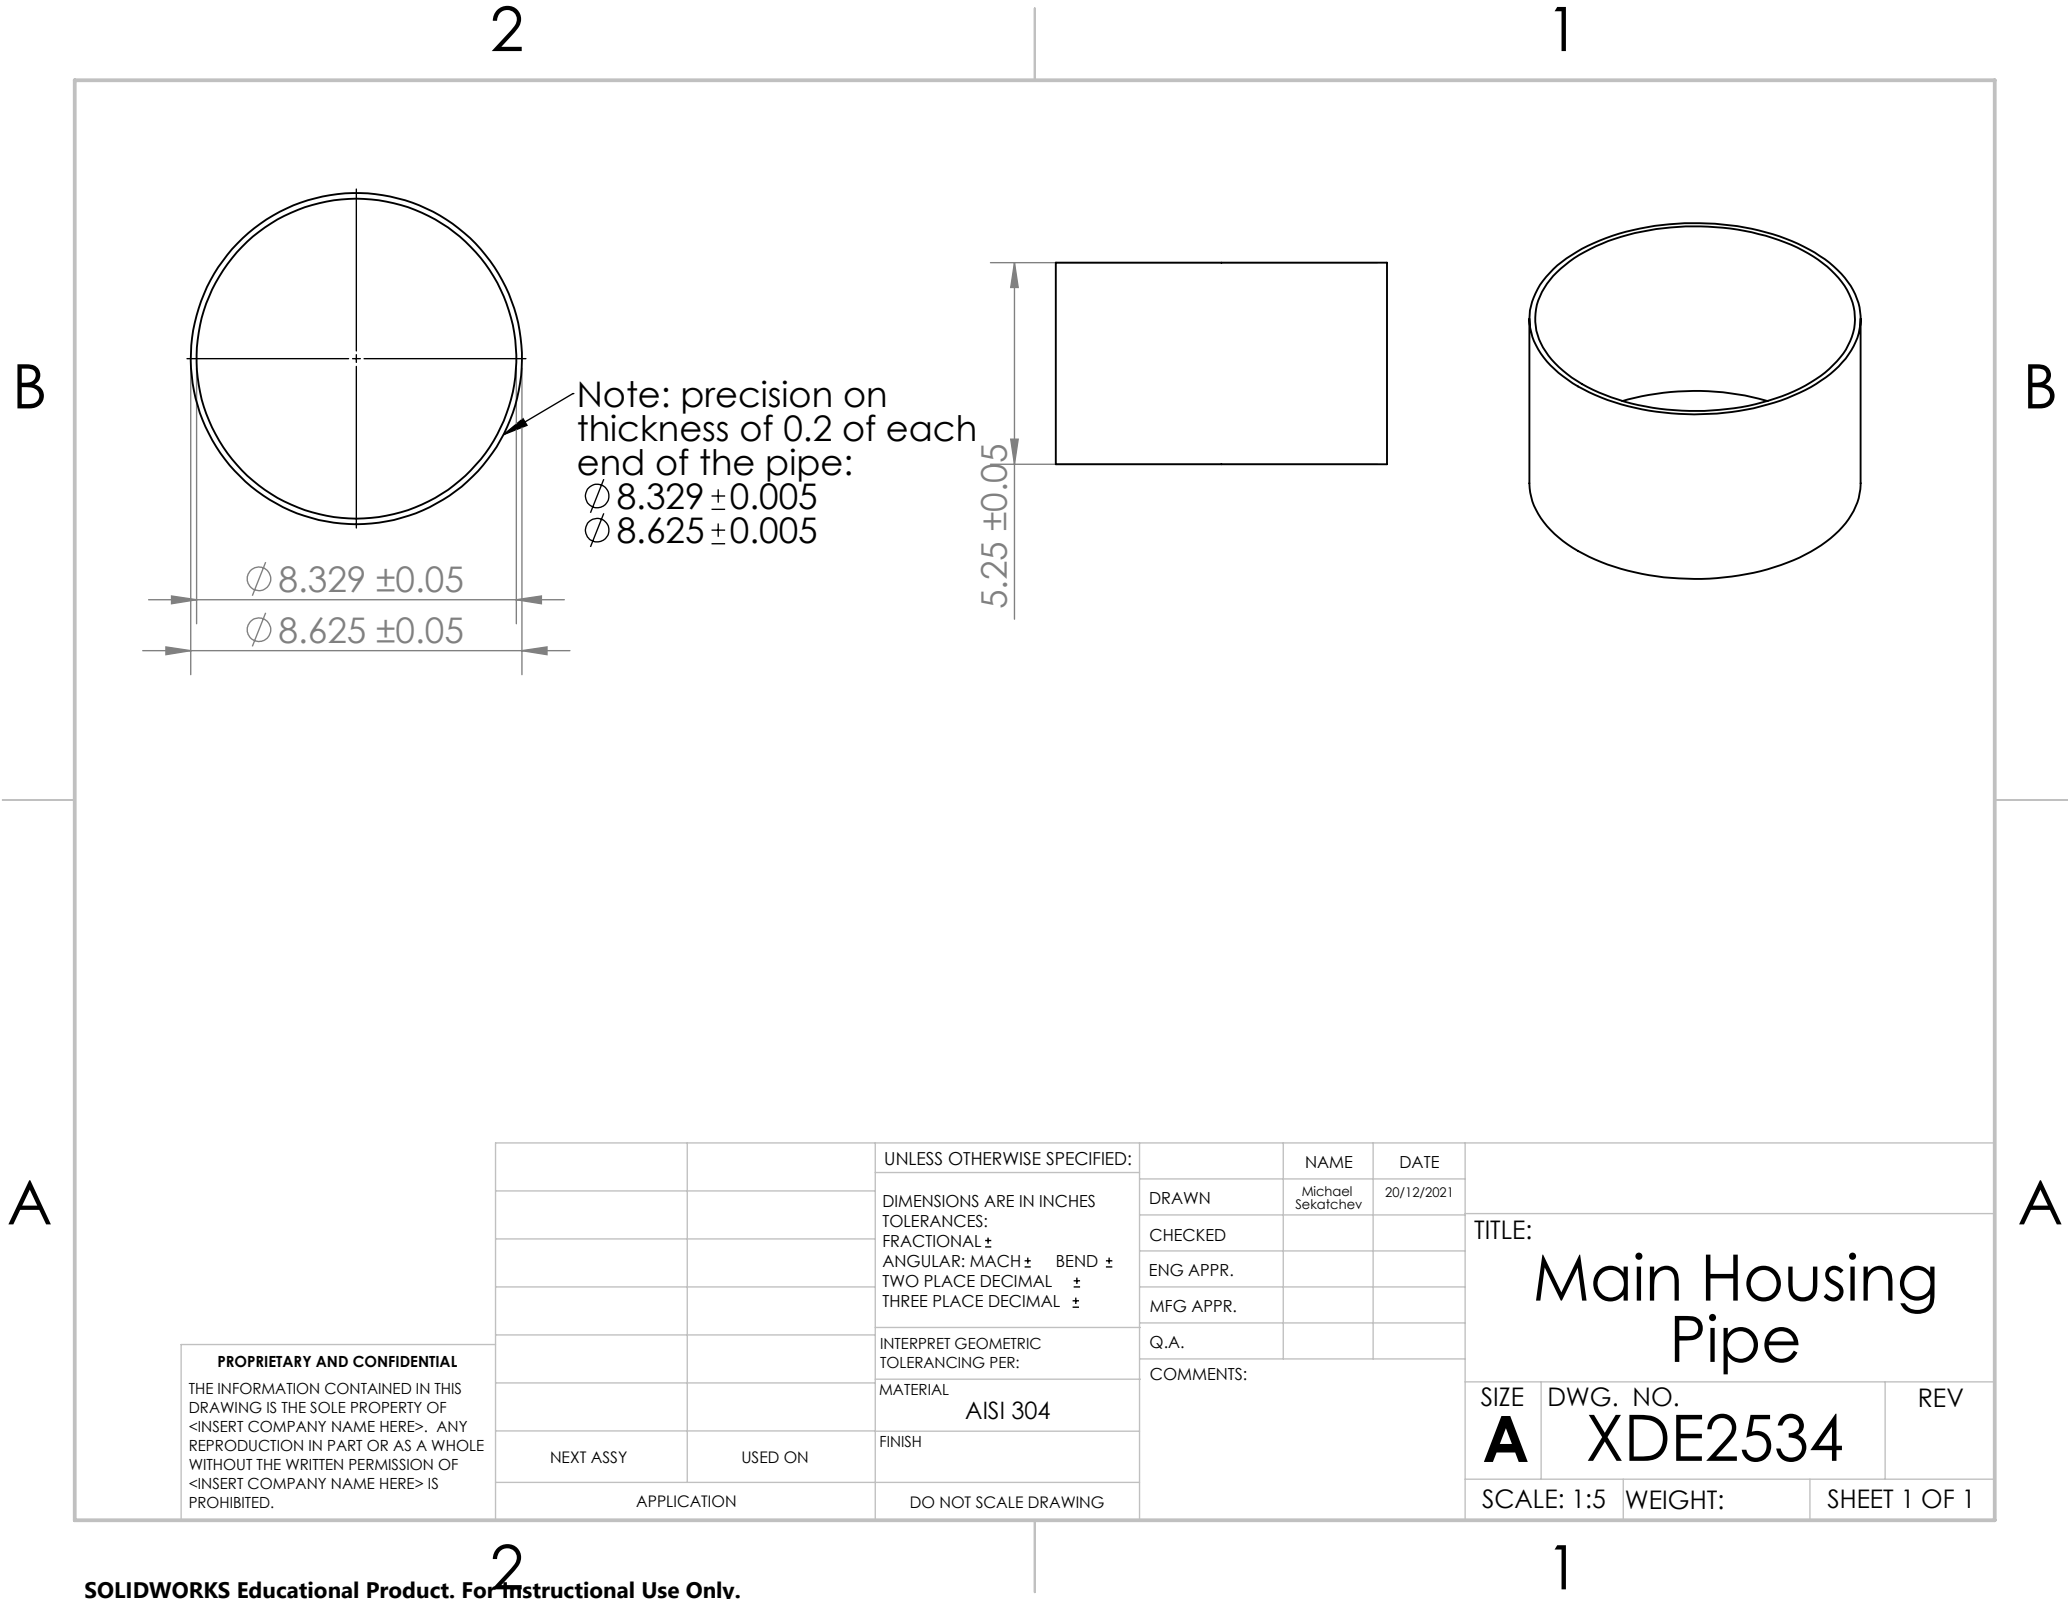 2
1
B
B
Note: precision on
thickness of 0.2 of each
end of the pipe:
⌀8.329 ±0.005
⌀8.625 ±0.005
⌀8.329 ±0.05
⌀8.625 ±0.05
5.25 ±0.05
A
A
UNLESS OTHERWISE SPECIFIED:
DIMENSIONS ARE IN INCHES
TOLERANCES:
FRACTIONAL ±
ANGULAR: MACH ± BEND ±
TWO PLACE DECIMAL ±
THREE PLACE DECIMAL ±
INTERPRET GEOMETRIC
TOLERANCING PER:
MATERIAL
AISI 304
FINISH
DO NOT SCALE DRAWING
NAME DATE
DRAWN Michael Sekatchev 20/12/2021
CHECKED
ENG APPR.
MFG APPR.
Q.A.
COMMENTS:
TITLE:
Main Housing
Pipe
SIZE DWG. NO. REV
A XDE2534
SCALE: 1:5 WEIGHT: SHEET 1 OF 1
NEXT ASSY USED ON
APPLICATION
PROPRIETARY AND CONFIDENTIAL
THE INFORMATION CONTAINED IN THIS
DRAWING IS THE SOLE PROPERTY OF
<INSERT COMPANY NAME HERE>. ANY
REPRODUCTION IN PART OR AS A WHOLE
WITHOUT THE WRITTEN PERMISSION OF
<INSERT COMPANY NAME HERE> IS
PROHIBITED.
2
1
SOLIDWORKS Educational Product. For Instructional Use Only.